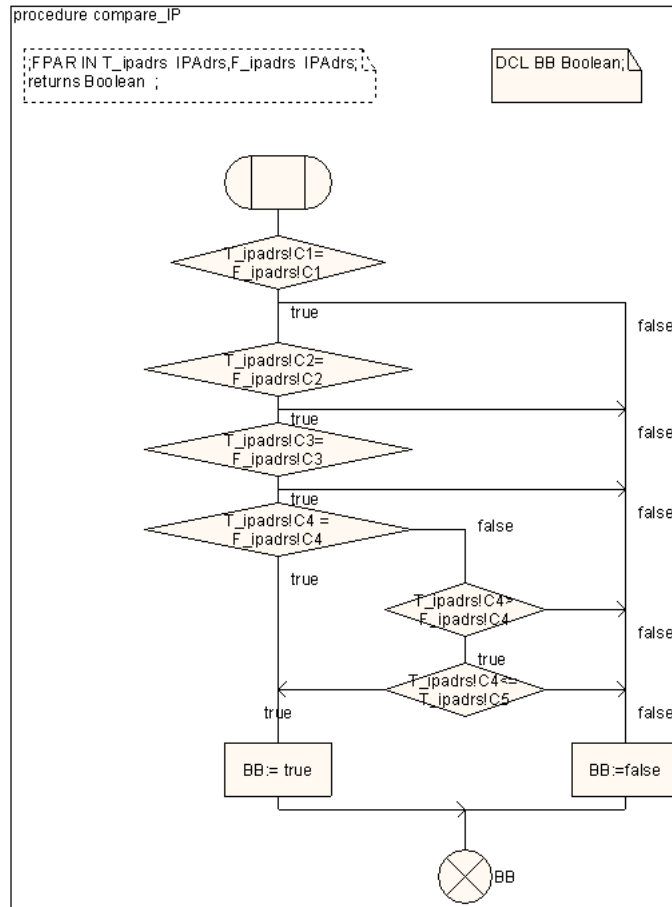 procedure compare_IP
;FPAR IN T_ipadrs IPAdrs,F_ipadrs IPAdrs;
returns Boolean ;
DCL BB Boolean;
T_ipadrs!C1=
F_ipadrs!C1
true
false
T_ipadrs!C2=
F_ipadrs!C2
true
false
T_ipadrs!C3=
F_ipadrs!C3
true
false
T_ipadrs!C4 =
F_ipadrs!C4
false
true
T_ipadrs!C4>
F_ipadrs!C4
false
true
T_ipadrs!C4<=
T_ipadrs!C5
true
false
BB:= true
BB:=false
BB